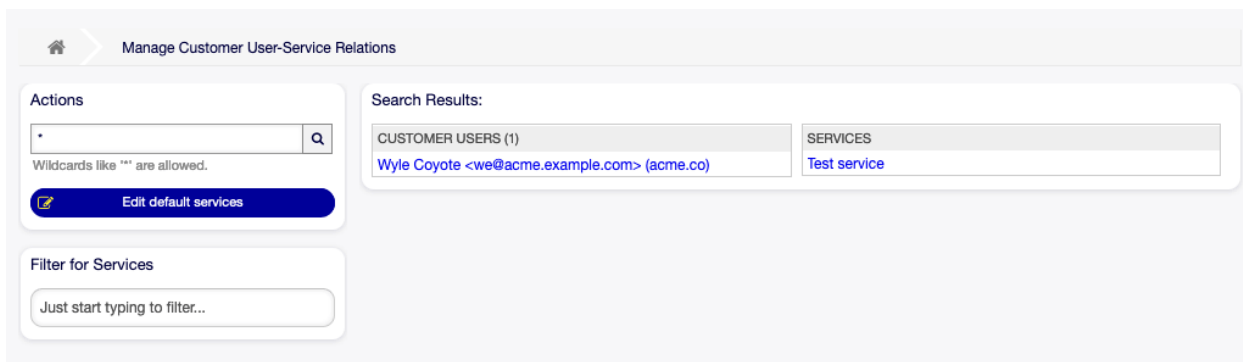 Manage Customer User-Service Relations
Actions
*
Wildcards like '*' are allowed.
Edit default services
Filter for Services
Just start typing to filter...
Search Results:
CUSTOMER USERS (1)
Wyle Coyote <we@acme.example.com> (acme.co)
SERVICES
Test service